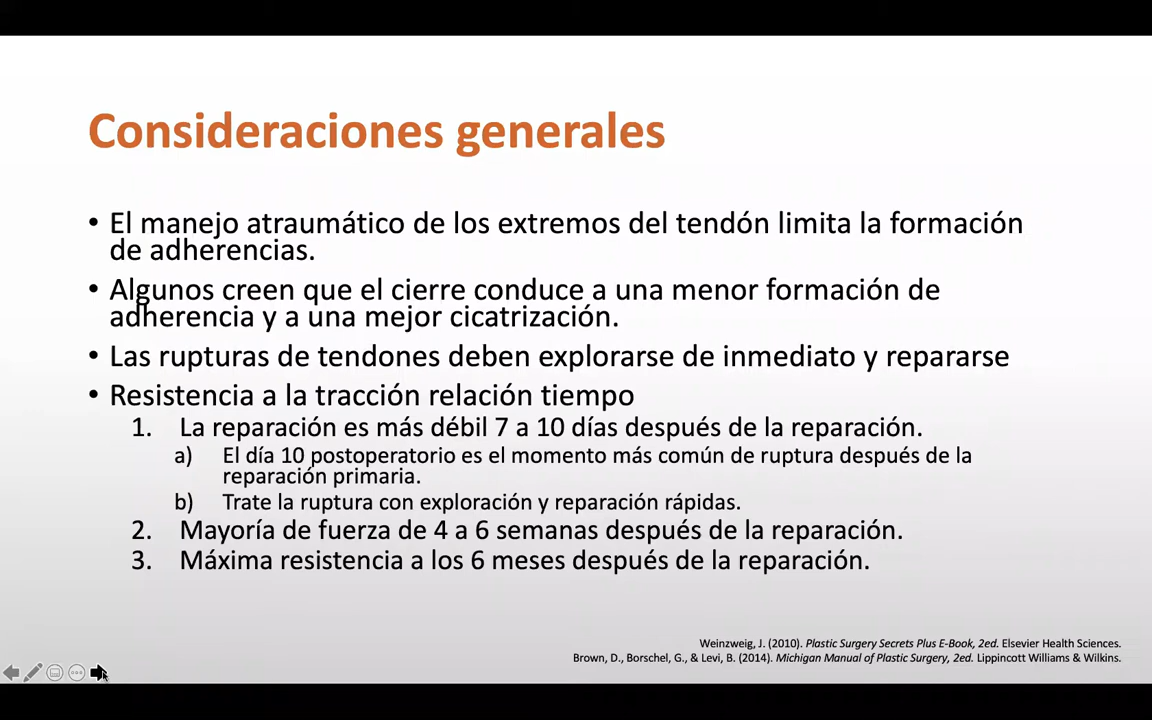 Consideraciones generales
• El manejo atraumático de los extremos del tendón limita la formación
de adherencias.
• Algunos creen que el cierre conduce a una menor formación de
adherencia y a una mejor cicatrización.
• Las rupturas de tendones deben explorarse de inmediato y repararse
• Resistencia a la tracción relación tiempo
1. La reparación es más débil 7 a 10 días después de la reparación.
a) El día 10 postoperatorio es el momento más común de ruptura después de la
reparación primaria.
b) Trate la ruptura con exploración y reparación rápidas.
2. Mayoría de fuerza de 4 a 6 semanas después de la reparación.
3. Máxima resistencia a los 6 meses después de la reparación.
Weinzweig, J. (2010). Plastic Surgery Secrets Plus E-Book, 2ed. Elsevier Health Sciences.
Brown, D., Borschel, G., & Levi, B. (2014). Michigan Manual of Plastic Surgery, 2ed. Lippincott Williams & Wilkins.